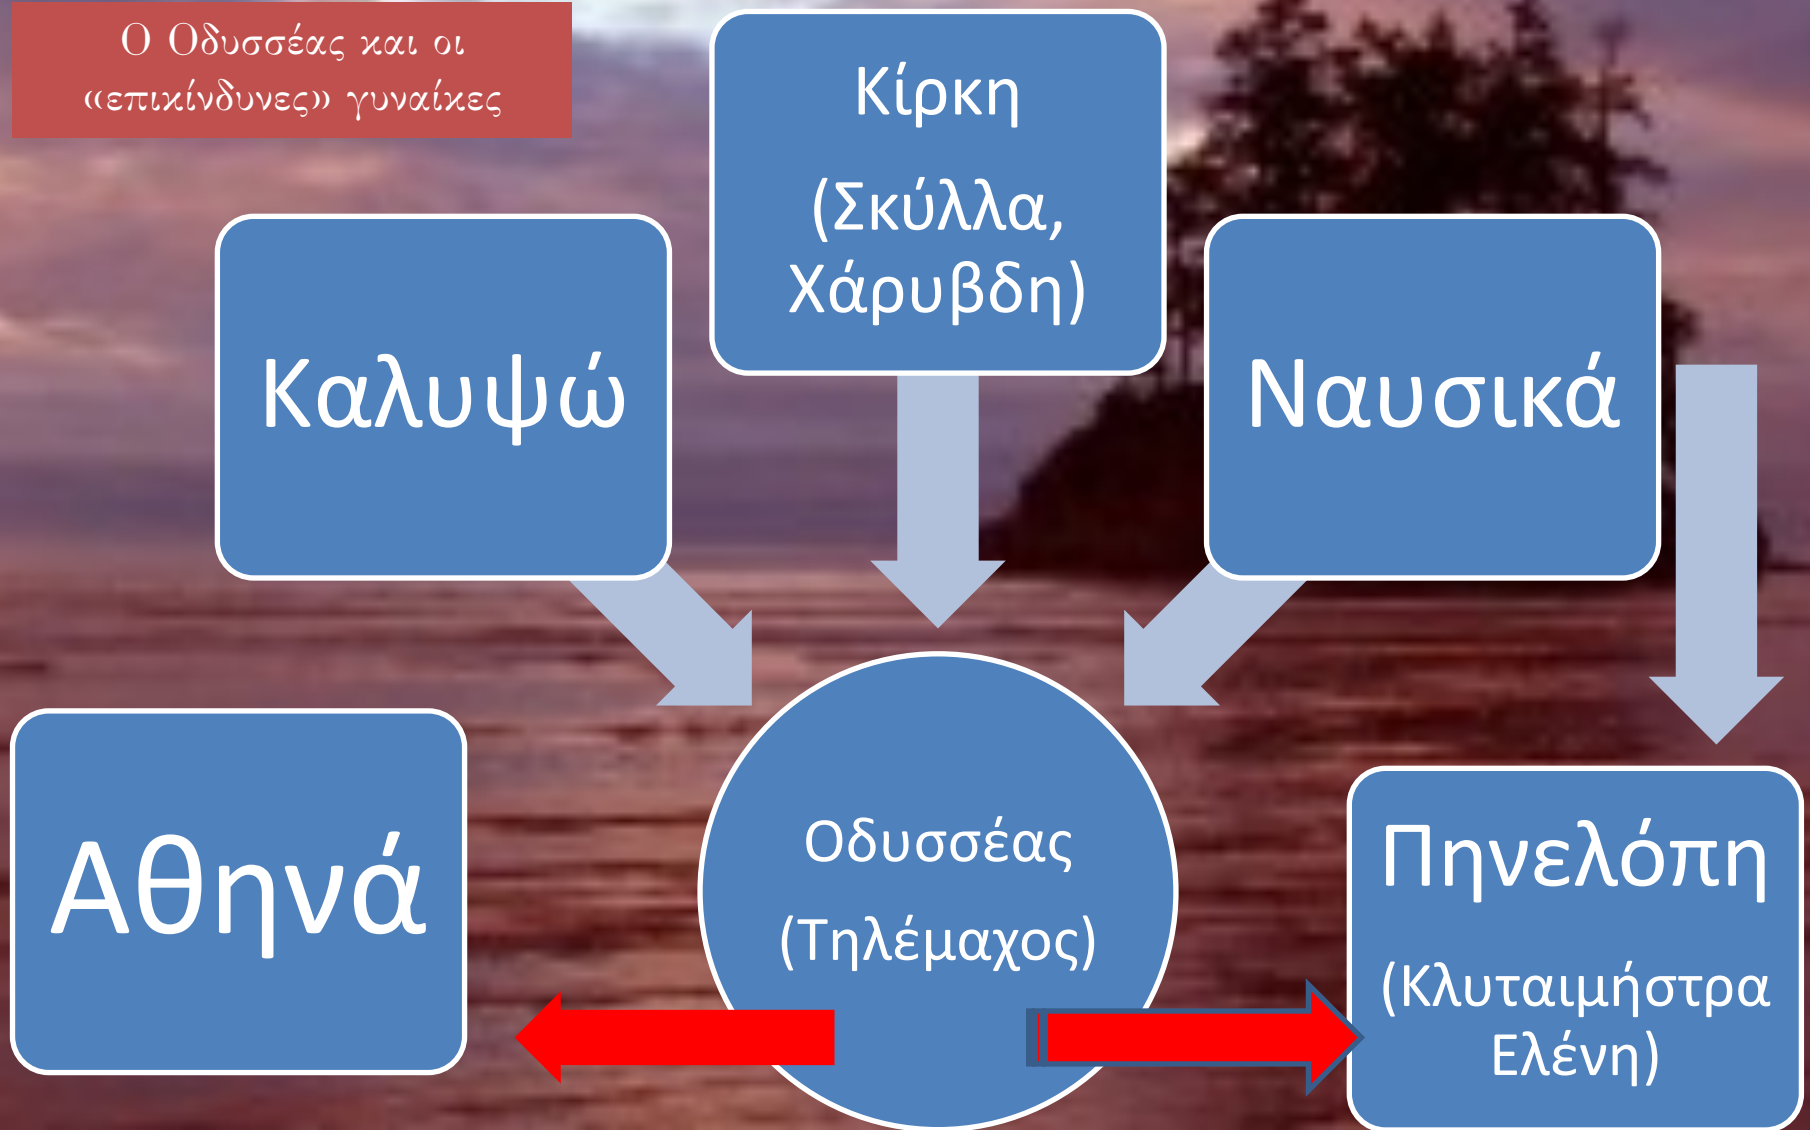 Ο Οδυσσέας και οι
«επικίνδυνες» γυναίκες
Κίρκη
(Σκύλλα,
Χάρυβδη)
Καλυψώ
Ναυσικά
Αθηνά
Οδυσσέας
(Τηλέμαχος)
Πηνελόπη
(Κλυταιμήστρα
Ελένη)